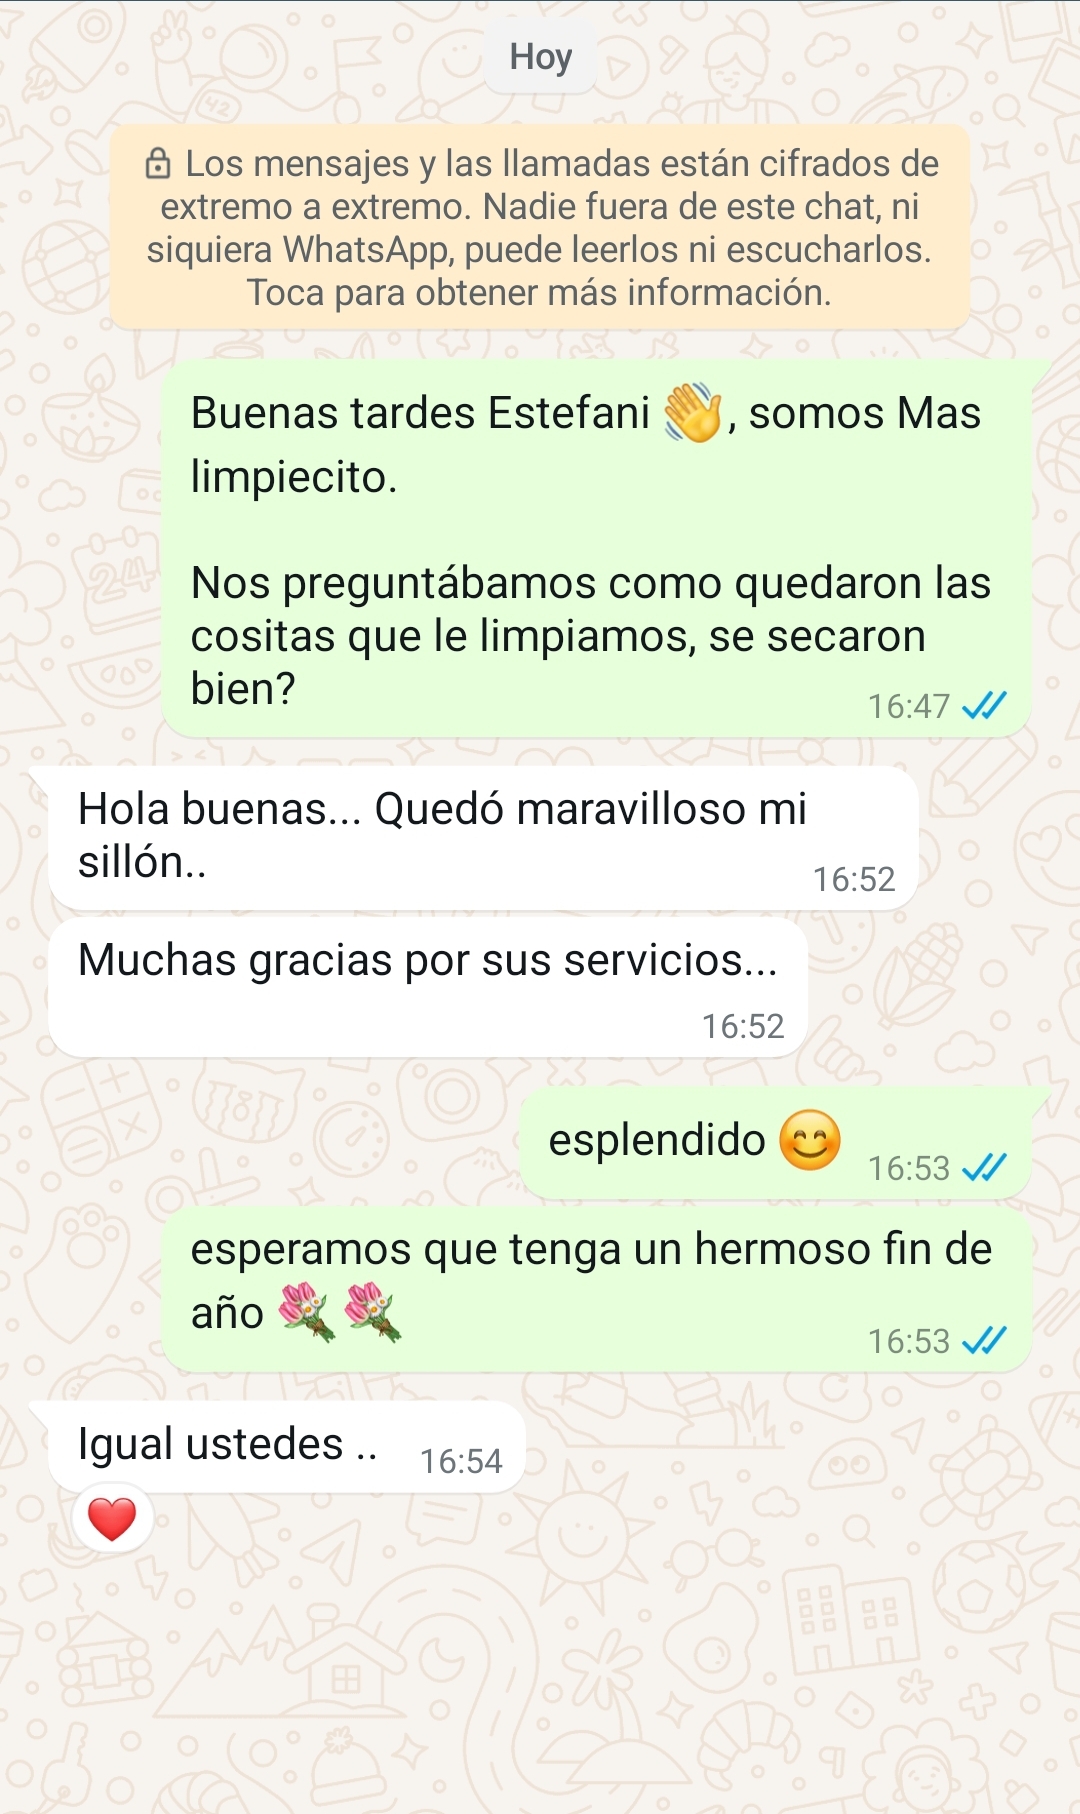 Hoy
🔒 Los mensajes y las llamadas están cifrados de
extremo a extremo. Nadie fuera de este chat, ni
siquiera WhatsApp, puede leerlos ni escucharlos.
Toca para obtener más información.
Buenas tardes Estefani 👋, somos Mas
limpiecito.
Nos preguntábamos como quedaron las
cositas que le limpiamos, se secaron
bien?
16:47
Hola buenas... Quedó maravilloso mi
sillón..
16:52
Muchas gracias por sus servicios...
16:52
esplendido 😊 16:53
esperamos que tenga un hermoso fin de
año 💐 💐
16:53
Igual ustedes .. 16:54
❤️